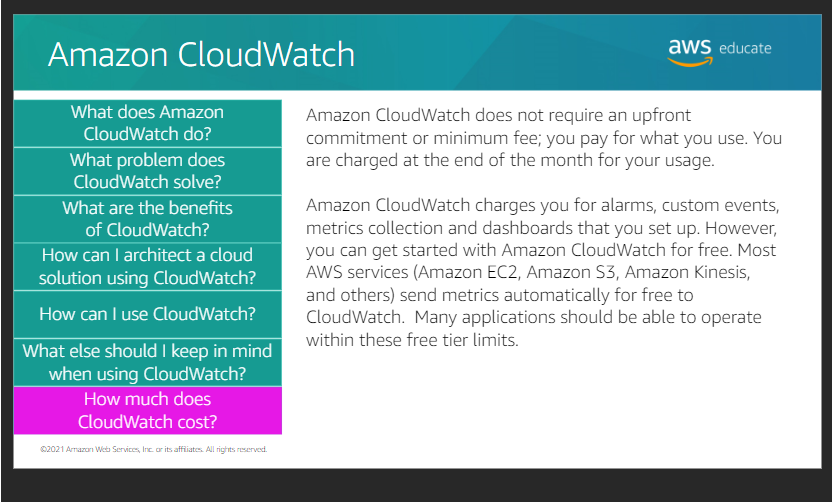 Amazon CloudWatch
aws educate
What does Amazon
CloudWatch do?
What problem does
CloudWatch solve?
What are the benefits
of CloudWatch?
How can I architect a cloud
solution using CloudWatch?
How can I use CloudWatch?
What else should I keep in mind
when using CloudWatch?
How much does
CloudWatch cost?
Amazon CloudWatch does not require an upfront
commitment or minimum fee; you pay for what you use. You
are charged at the end of the month for your usage.
Amazon CloudWatch charges you for alarms, custom events,
metrics collection and dashboards that you set up. However,
you can get started with Amazon CloudWatch for free. Most
AWS services (Amazon EC2, Amazon S3, Amazon Kinesis,
and others) send metrics automatically for free to
CloudWatch. Many applications should be able to operate
within these free tier limits.
©2021 Amazon Web Services, Inc. or its affiliates. All rights reserved.